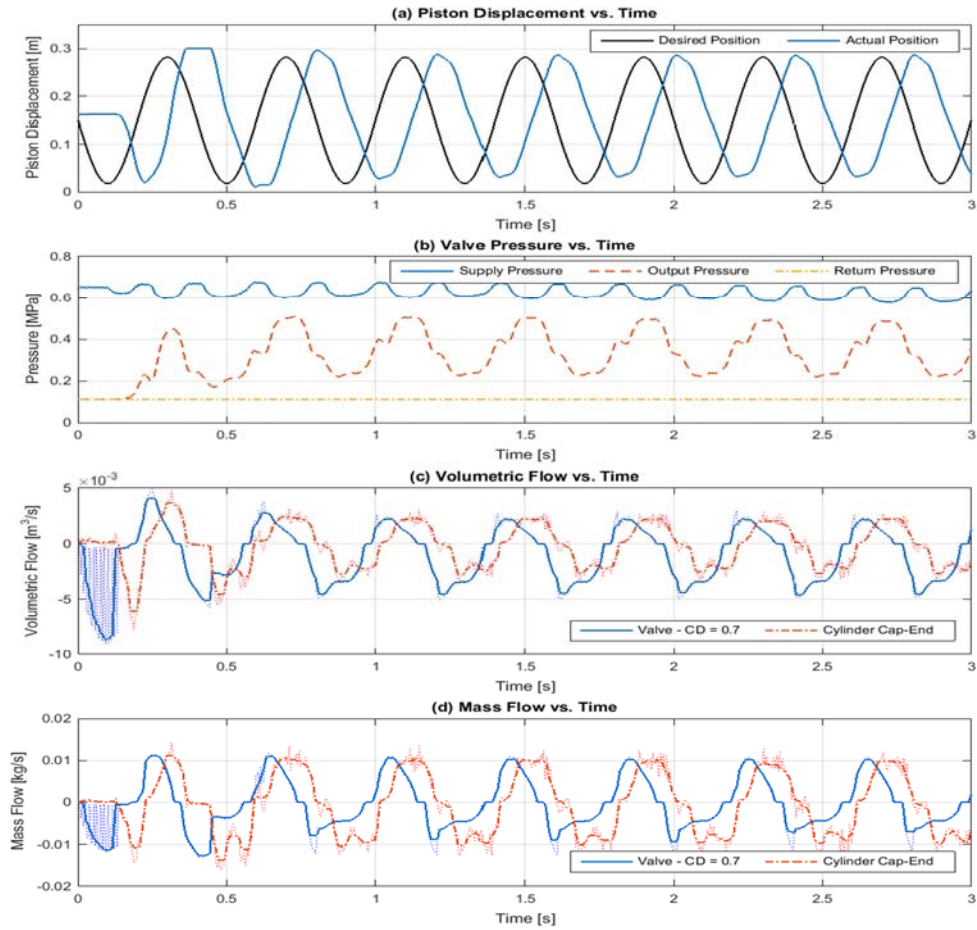 (a) Piston Displacement vs. Time
Piston Displacement [m]
0.3
0.2
0.1
0
Desired Position Actual Position
0 0.5 1 1.5 2 2.5 3
Time [s]
(b) Valve Pressure vs. Time
Pressure [MPa]
0.8
0.6
0.4
0.2
0
Supply Pressure Output Pressure Return Pressure
0 0.5 1 1.5 2 2.5 3
Time [s]
(c) Volumetric Flow vs. Time
×10⁻³
Volumetric Flow [m³/s]
5
0
-5
-10
Valve - CD = 0.7 Cylinder Cap-End
0 0.5 1 1.5 2 2.5 3
Time [s]
(d) Mass Flow vs. Time
Mass Flow [kg/s]
0.02
0.01
0
-0.01
-0.02
Valve - CD = 0.7 Cylinder Cap-End
0 0.5 1 1.5 2 2.5 3
Time [s]